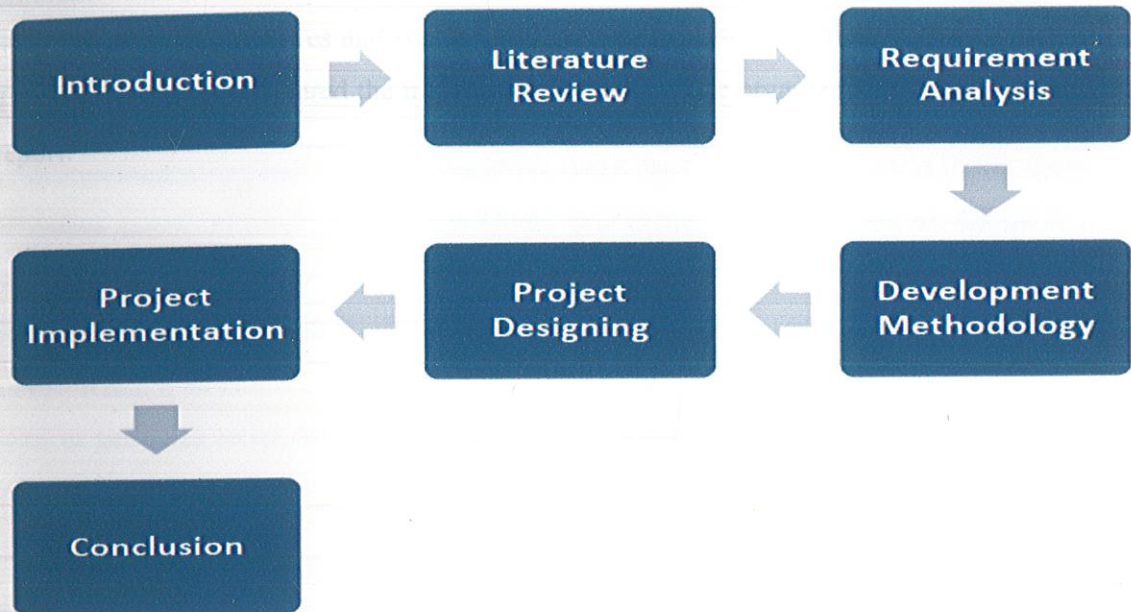 Introduction
Literature
Review
Requirement
Analysis
Development
Methodology
Project
Designing
Project
Implementation
Conclusion